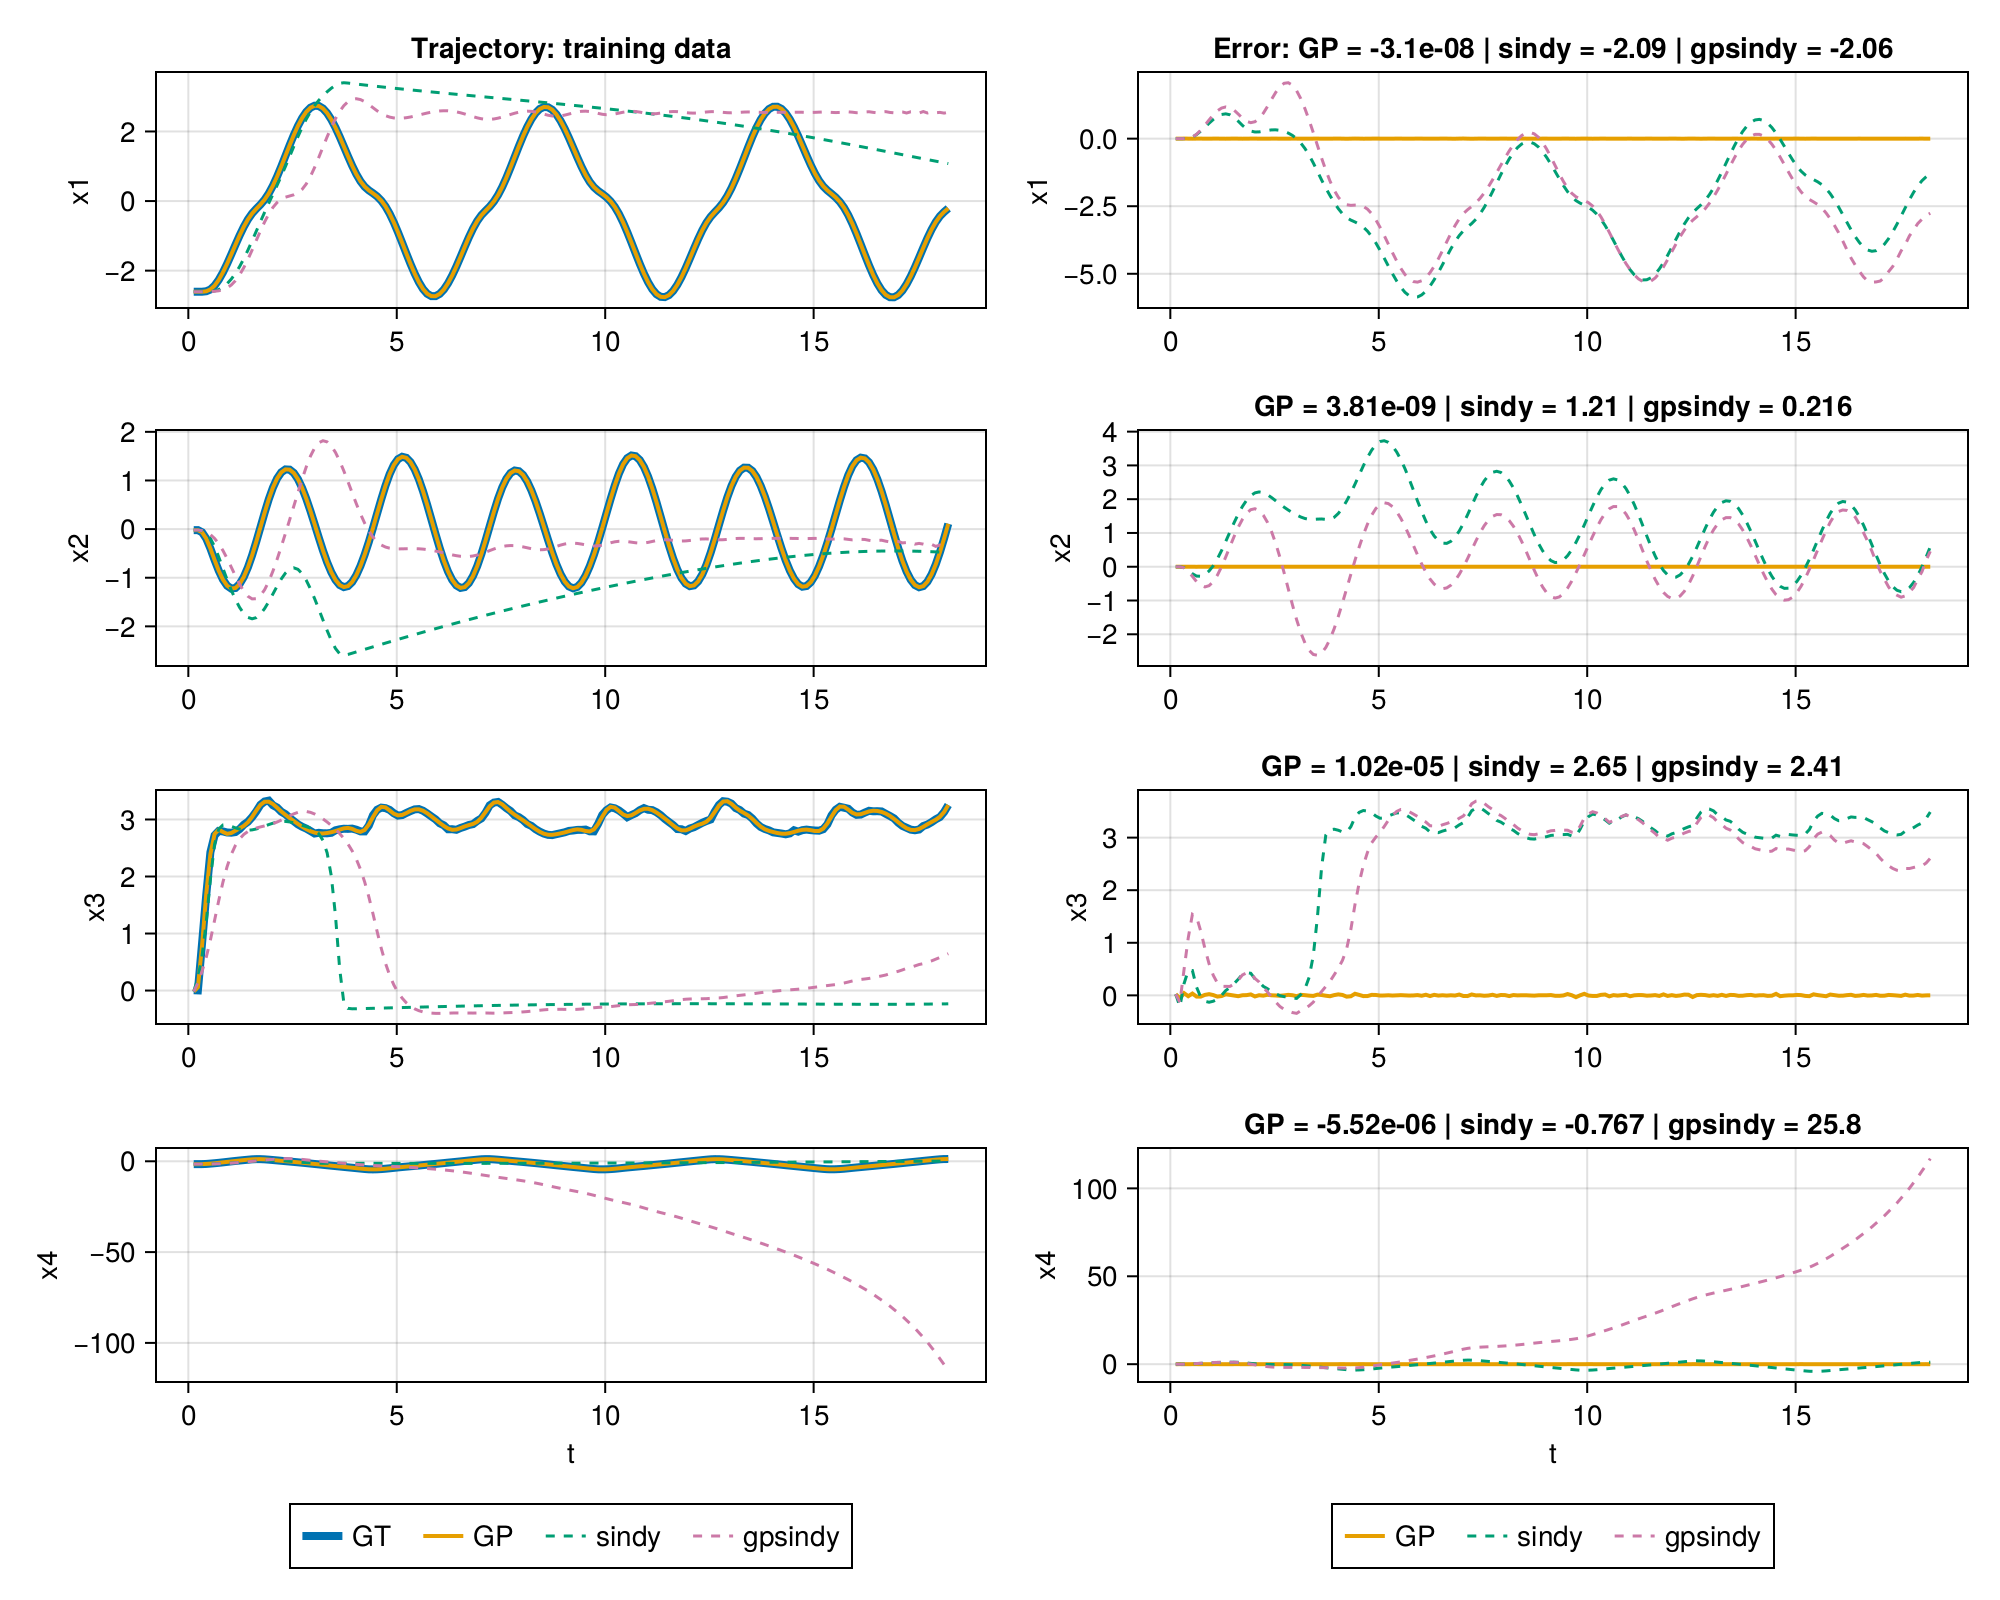 Trajectory: training data
x1
2
0
−2
0 5 10 15
Error: GP = -3.1e-08 | sindy = -2.09 | gpsindy = -2.06
x1
0.0
−2.5
−5.0
0 5 10 15
x2
2
1
0
−1
−2
0 5 10 15
GP = 3.81e-09 | sindy = 1.21 | gpsindy = 0.216
x2
4
3
2
1
0
−1
−2
0 5 10 15
x3
3
2
1
0
0 5 10 15
GP = 1.02e-05 | sindy = 2.65 | gpsindy = 2.41
x3
3
2
1
0
0 5 10 15
x4
0
−50
−100
0 5 10 15
t
GP = -5.52e-06 | sindy = -0.767 | gpsindy = 25.8
x4
100
50
0
0 5 10 15
t
GT GP sindy gpsindy
GP sindy gpsindy